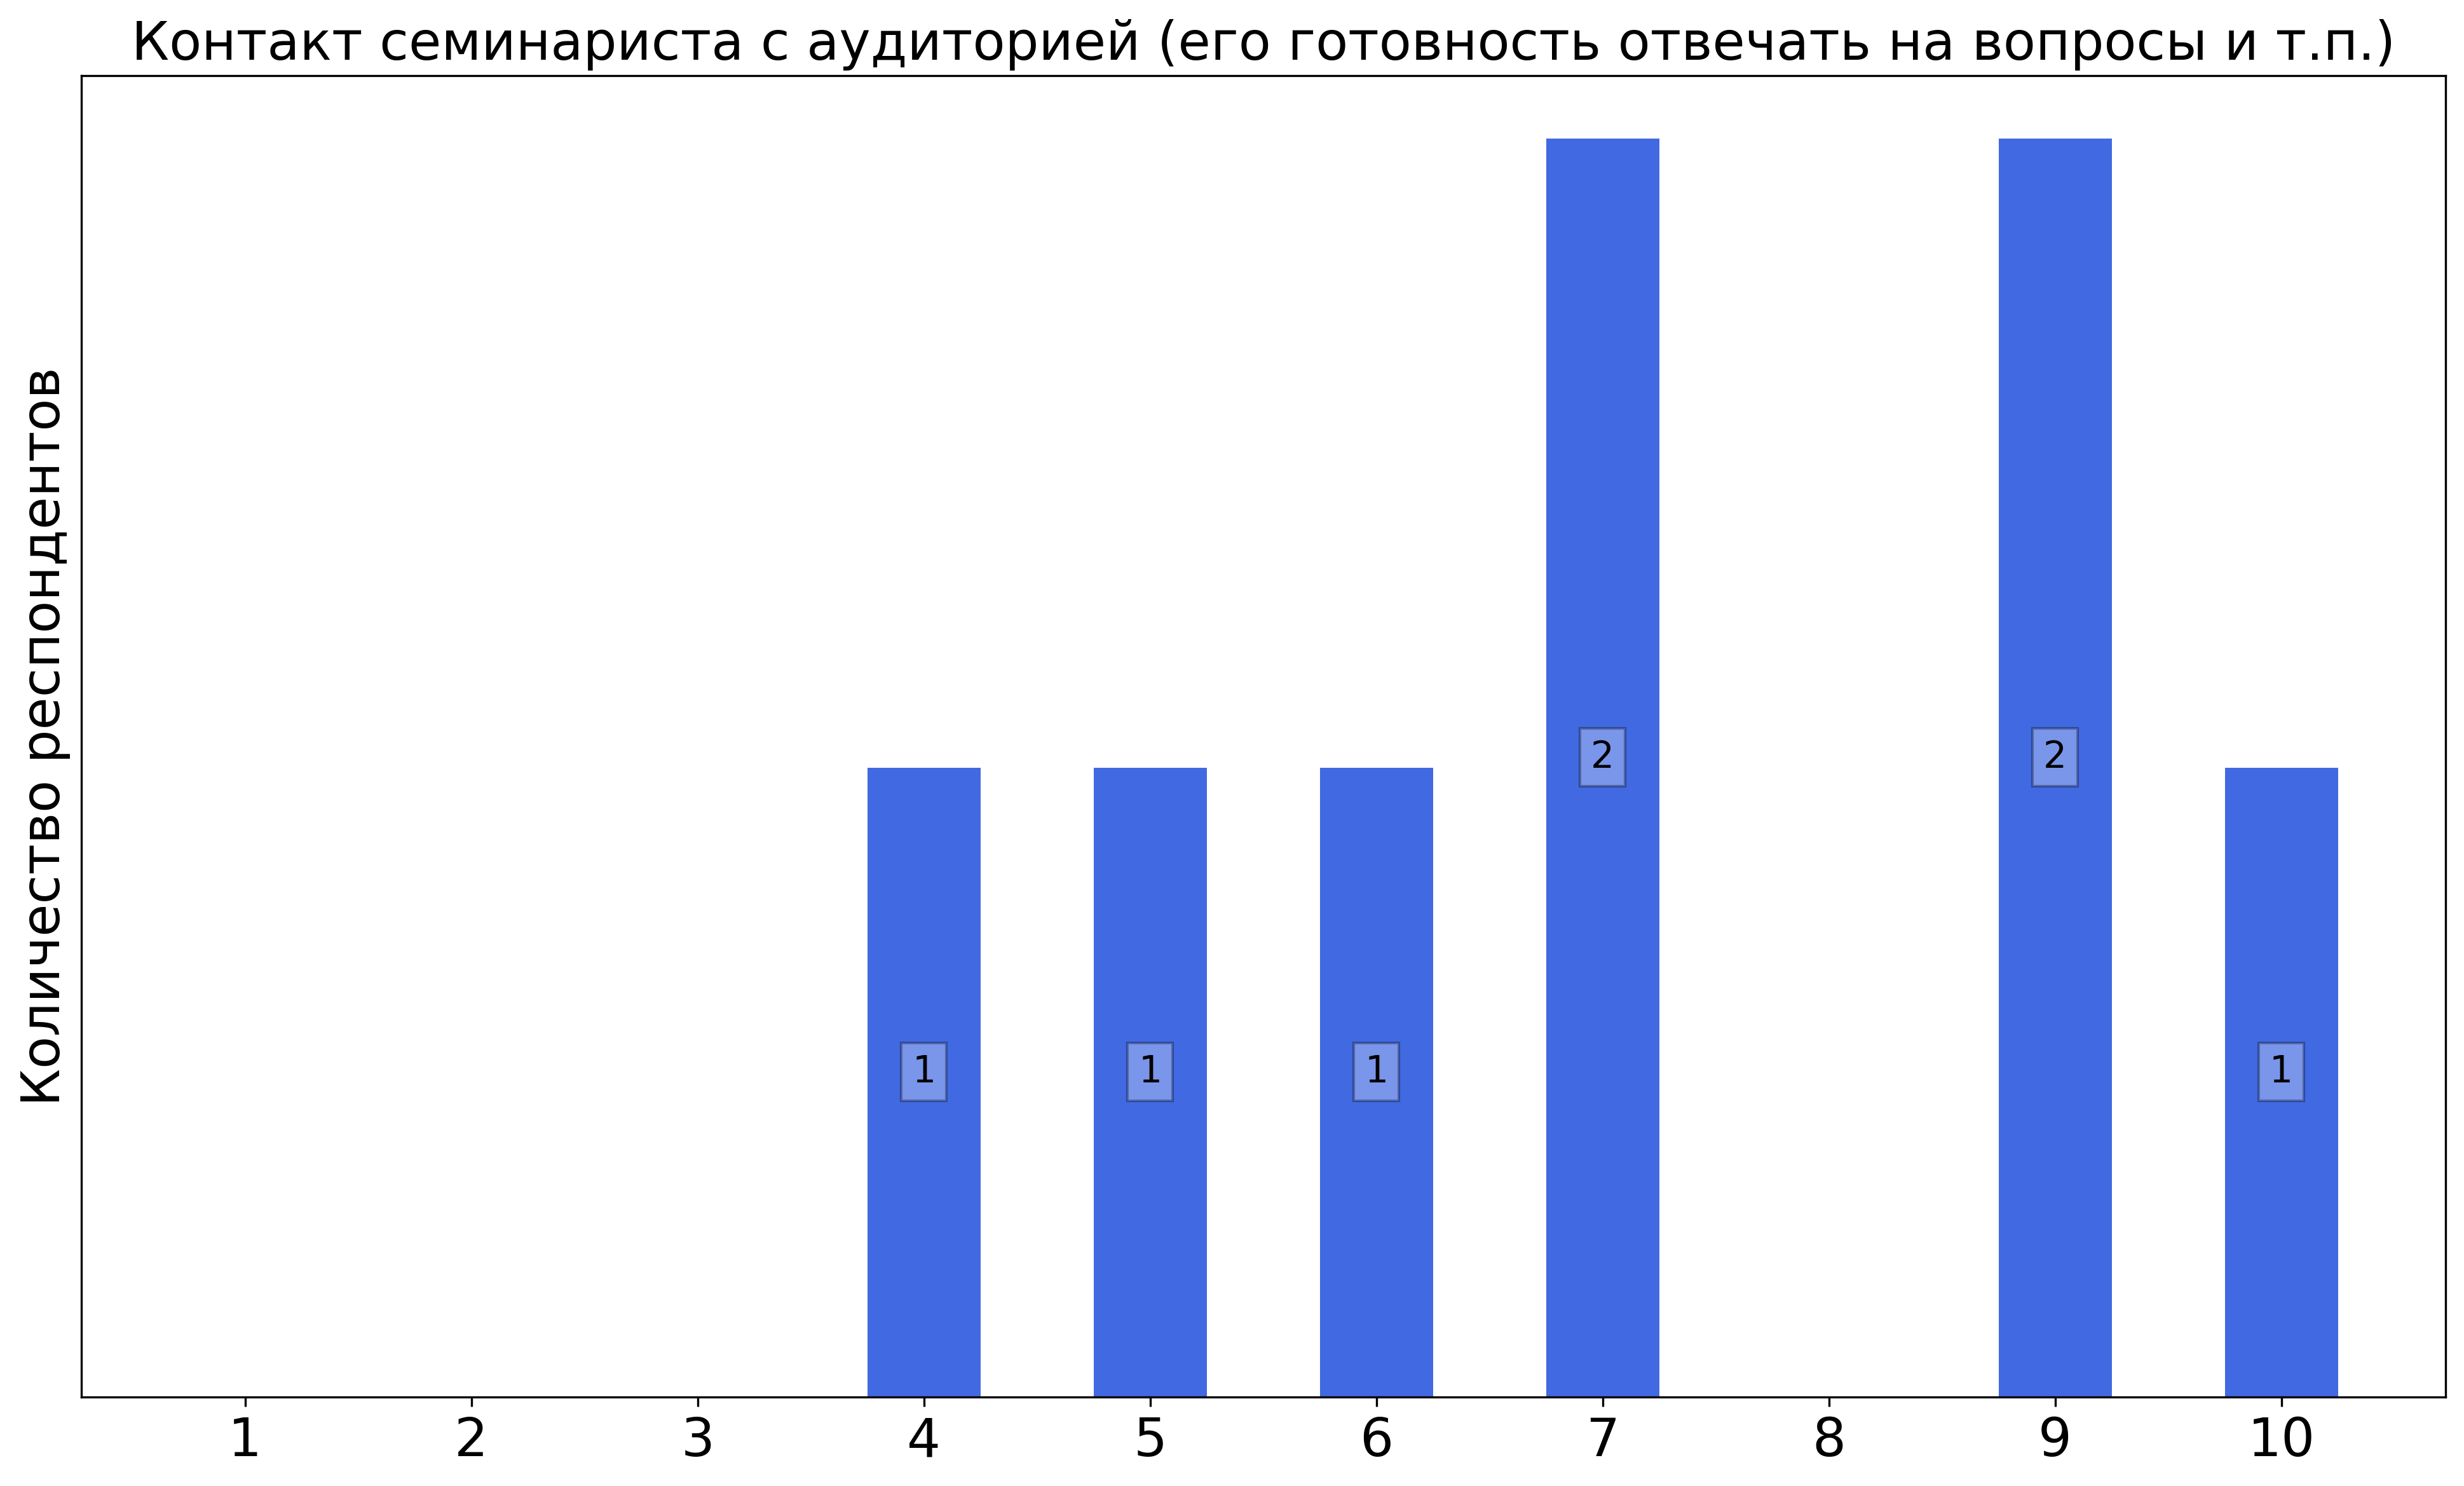 Контакт семинариста с аудиторией (его готовность отвечать на вопросы и т.п.)
Количество респондентов
2 2
1 1 1 1
1 2 3 4 5 6 7 8 9 10